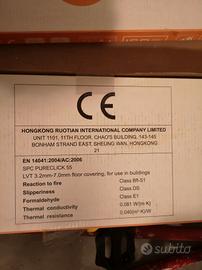 CE
HONGKONG RUOTIAN INTERNATIONAL COMPANY LIMITED
UNIT 1101, 11TH FLOOR, CHAO'S BUILDING, 143-145
BONHAM STRAND EAST, SHEUNG WAN, HONGKONG
21
EN 14041:2004/AC:2006
SPC PURECLICK 55
LVT 3.2mm-7.0mm floor covering, for use in buildings
Reaction to fire Class Bfl-S1
Slipperiness Class DS
Formaldehyde Class E1
Thermal conductivity 0.081 W(m·K)
Thermal resistance 0,040(m²·K)/W
subito